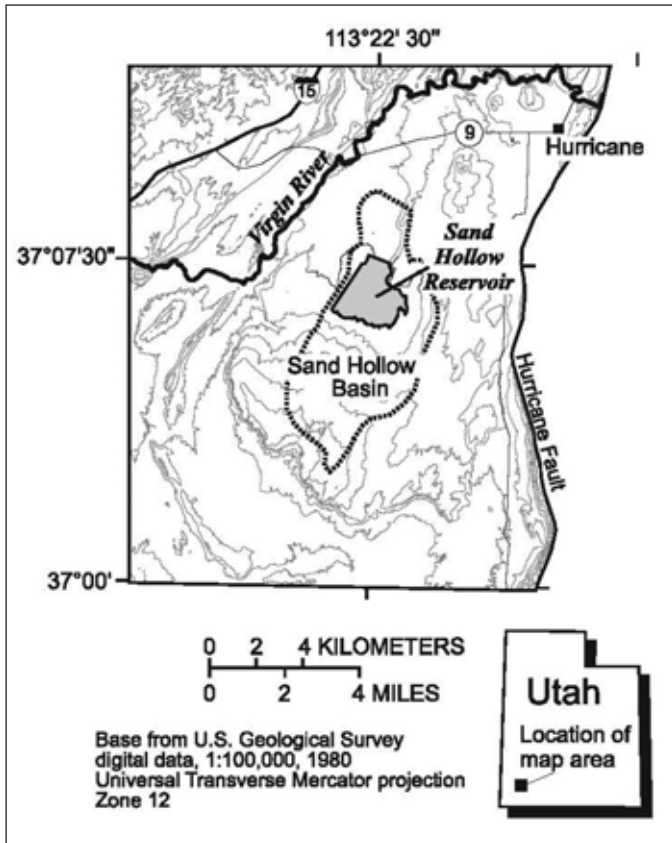 113°22' 30"
15
9
Hurricane
Virgin River
37°07'30"
Sand
Hollow
Reservoir
Sand Hollow
Basin
Hurricane Fault
37°00'
0 2 4 KILOMETERS
0 2 4 MILES
Base from U.S. Geological Survey
digital data, 1:100,000, 1980
Universal Transverse Mercator projection
Zone 12
Utah
Location of
map area